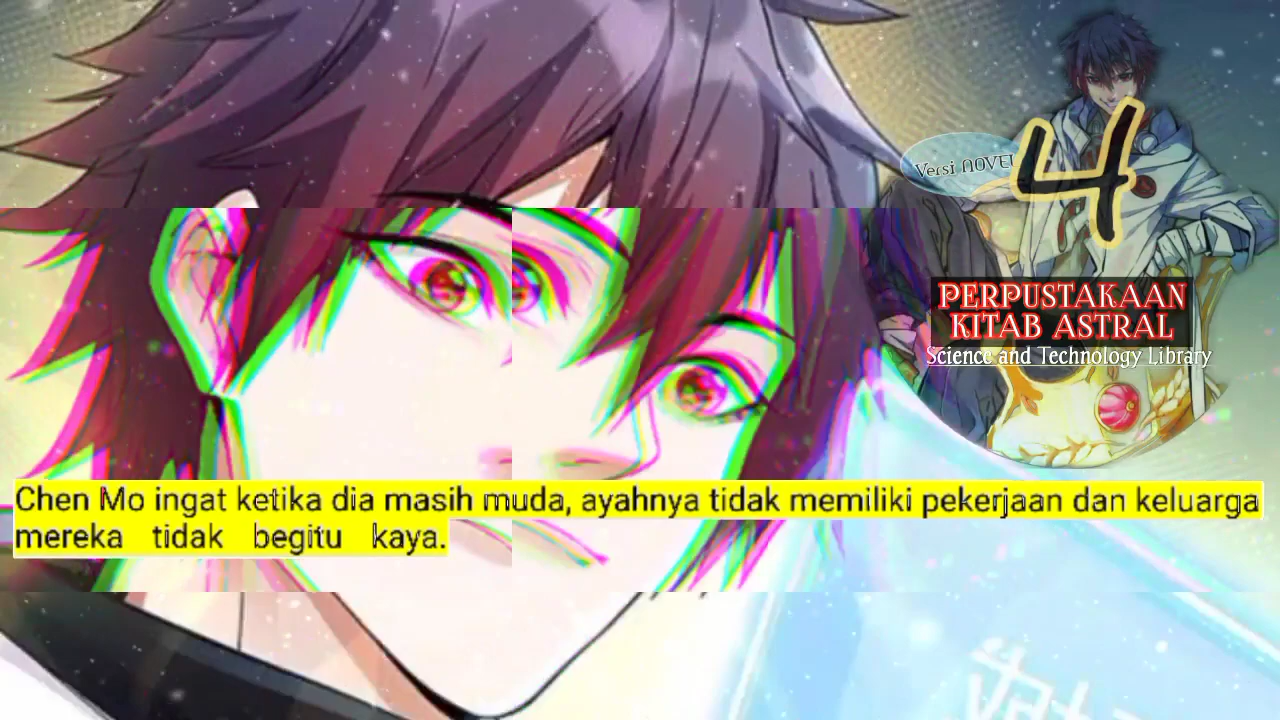 Versi NOVEL
4
PERPUSTAKAAN
KITAB ASTRAL
Science and Technology Library
Chen Mo ingat ketika dia masih muda, ayahnya tidak memiliki pekerjaan dan keluarga
mereka tidak begitu kaya.